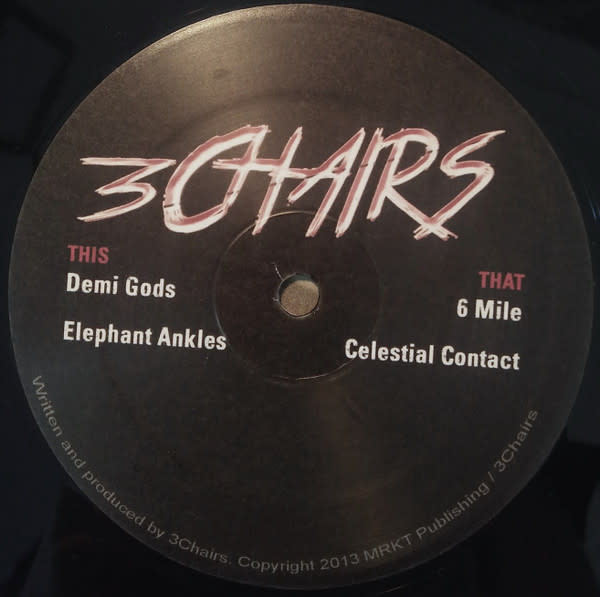 3CHAIRS
THIS
Demi Gods
Elephant Ankles
THAT
6 Mile
Celestial Contact
Written and produced by 3Chairs. Copyright 2013 MRKT Publishing / 3Chairs